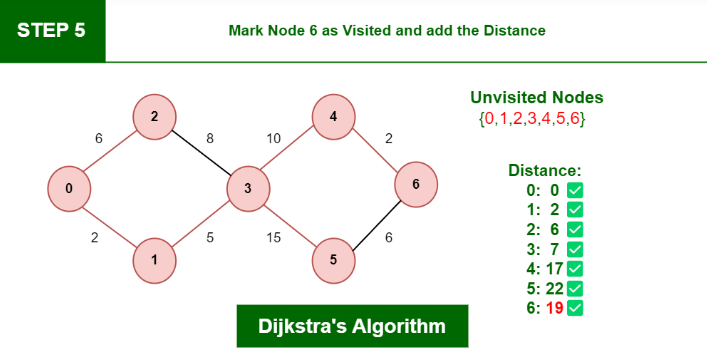 STEP 5
Mark Node 6 as Visited and add the Distance
Unvisited Nodes
{0,1,2,3,4,5,6}
2
4
6
8
10
2
0
3
6
2
5
15
6
1
5
Distance:
0: 0 ✅
1: 2 ✅
2: 6 ✅
3: 7 ✅
4: 17 ✅
5: 22 ✅
6: 19 ✅
Dijkstra's Algorithm